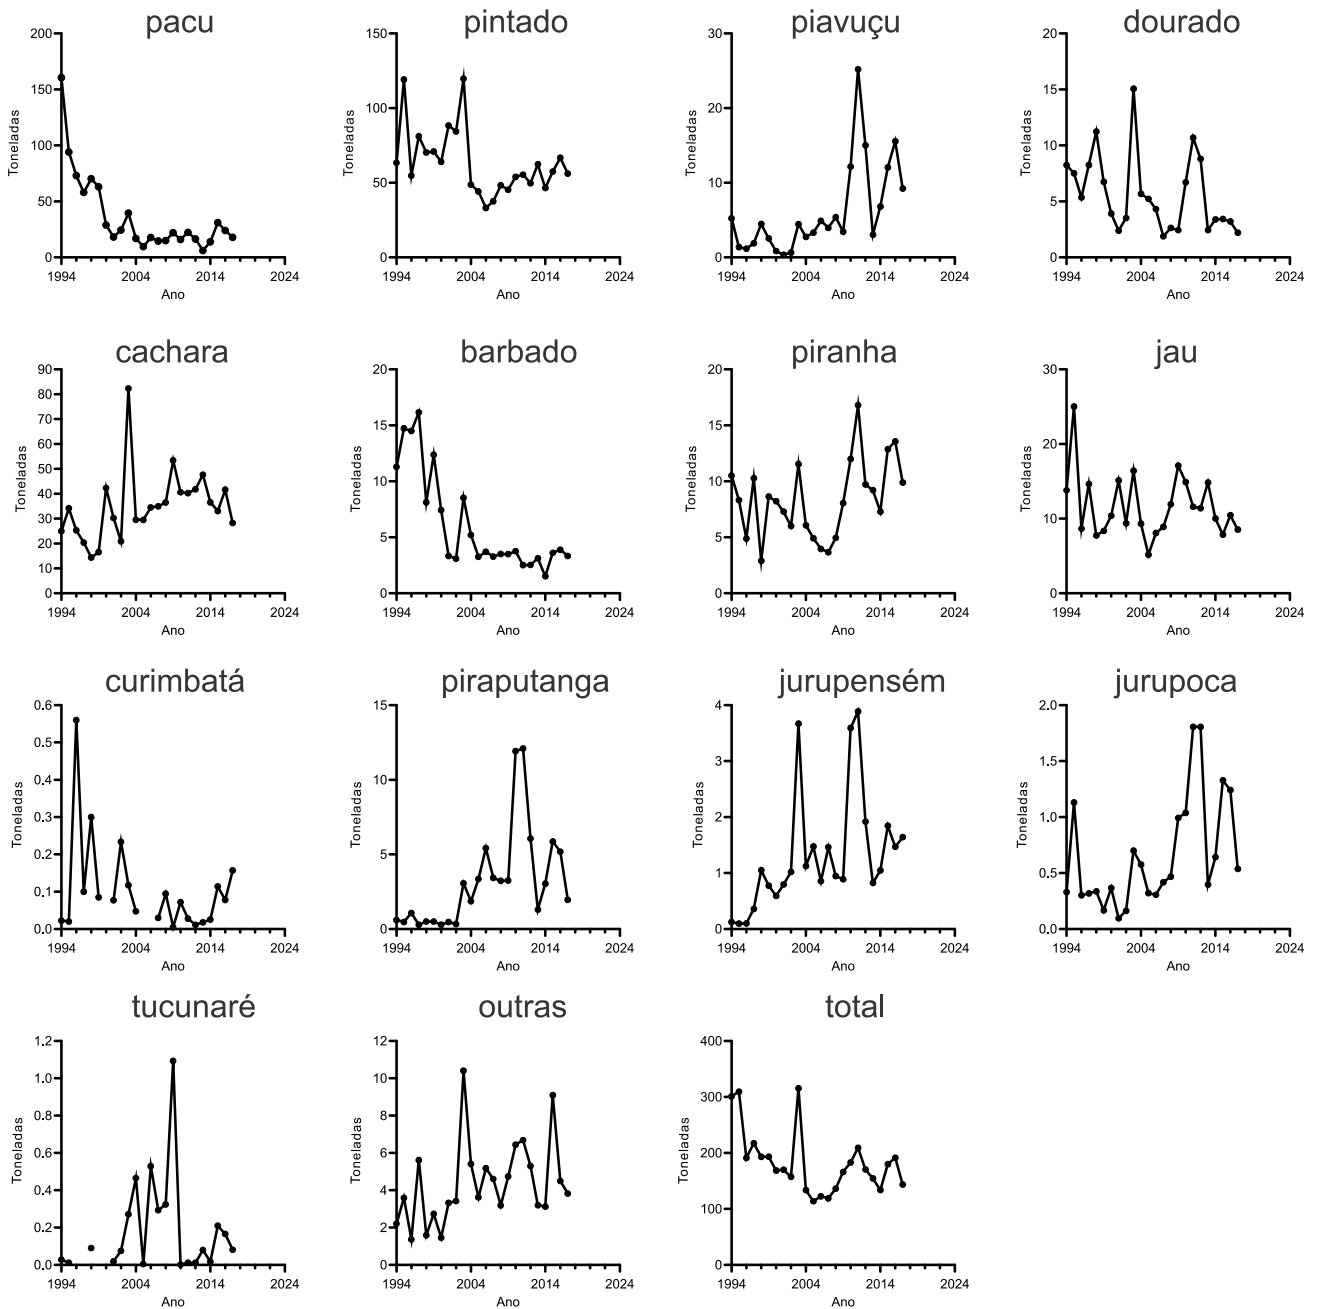 pacu
200
150
100
50
0
Toneladas
1994 2004 2014 2024
Ano
pintado
150
100
50
0
Toneladas
1994 2004 2014 2024
Ano
piavuçu
30
20
10
0
Toneladas
1994 2004 2014 2024
Ano
dourado
20
15
10
5
0
Toneladas
1994 2004 2014 2024
Ano
cachara
90
80
70
60
50
40
30
20
10
0
Toneladas
1994 2004 2014 2024
Ano
barbado
20
15
10
5
0
Toneladas
1994 2004 2014 2024
Ano
piranha
20
15
10
5
0
Toneladas
1994 2004 2014 2024
Ano
jau
30
20
10
0
Toneladas
1994 2004 2014 2024
Ano
curimbatá
0.6
0.5
0.4
0.3
0.2
0.1
0.0
Toneladas
1994 2004 2014 2024
Ano
piraputanga
15
10
5
0
Toneladas
1994 2004 2014 2024
Ano
jurupensém
4
3
2
1
0
Toneladas
1994 2004 2014 2024
Ano
jurupoca
2.0
1.5
1.0
0.5
0.0
Toneladas
1994 2004 2014 2024
Ano
tucunaré
1.2
1.0
0.8
0.6
0.4
0.2
0.0
Toneladas
1994 2004 2014 2024
Ano
outras
12
10
8
6
4
2
0
Toneladas
1994 2004 2014 2024
Ano
total
400
300
200
100
0
Toneladas
1994 2004 2014 2024
Ano